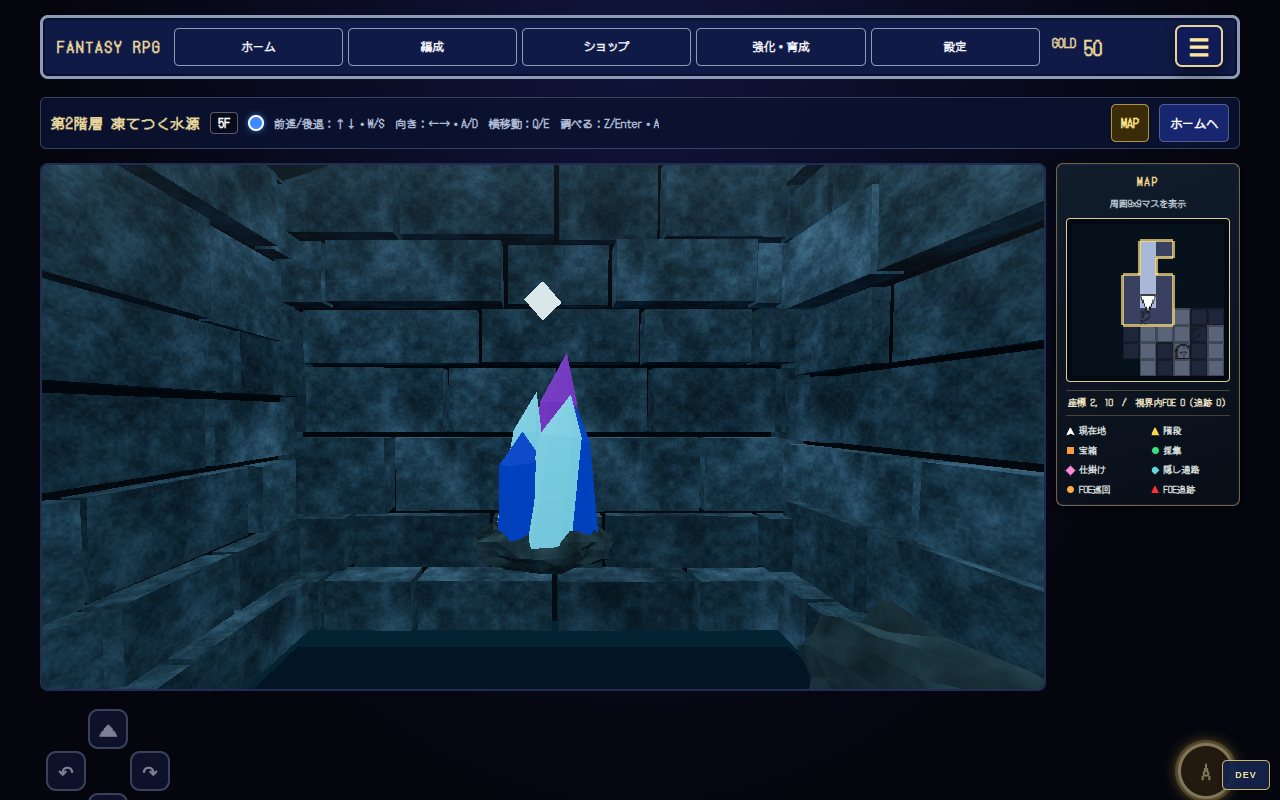 FANTASY RPG ホーム 編成 ショップ 強化・育成 設定 GOLD 50 ☰
第2階層 凍てつく水源 5F 前進/後退：↑↓・W/S 向き：←→・A/D 横移動：Q/E 調べる：Z/Enter・A MAP ホームへ
MAP
周囲9x9マスを表示
座標 2, 10 / 視界内FOE 0（追跡 0）
現在地 階段
宝箱 採集
仕掛け 隠し通路
FOE巡回 FOE追跡
A
DEV